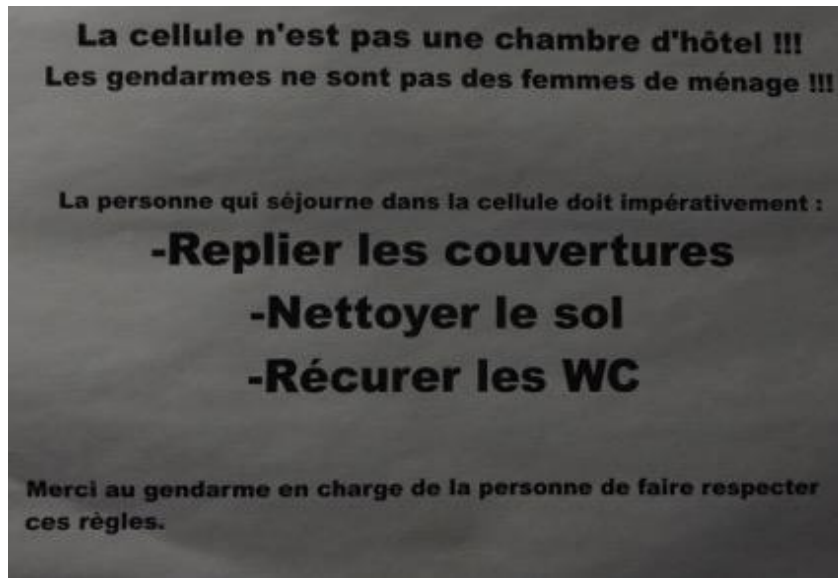 La cellule n'est pas une chambre d'hôtel !!!
Les gendarmes ne sont pas des femmes de ménage !!!
La personne qui séjourne dans la cellule doit impérativement :
-Replier les couvertures
-Nettoyer le sol
-Récurer les WC
Merci au gendarme en charge de la personne de faire respecter
ces règles.